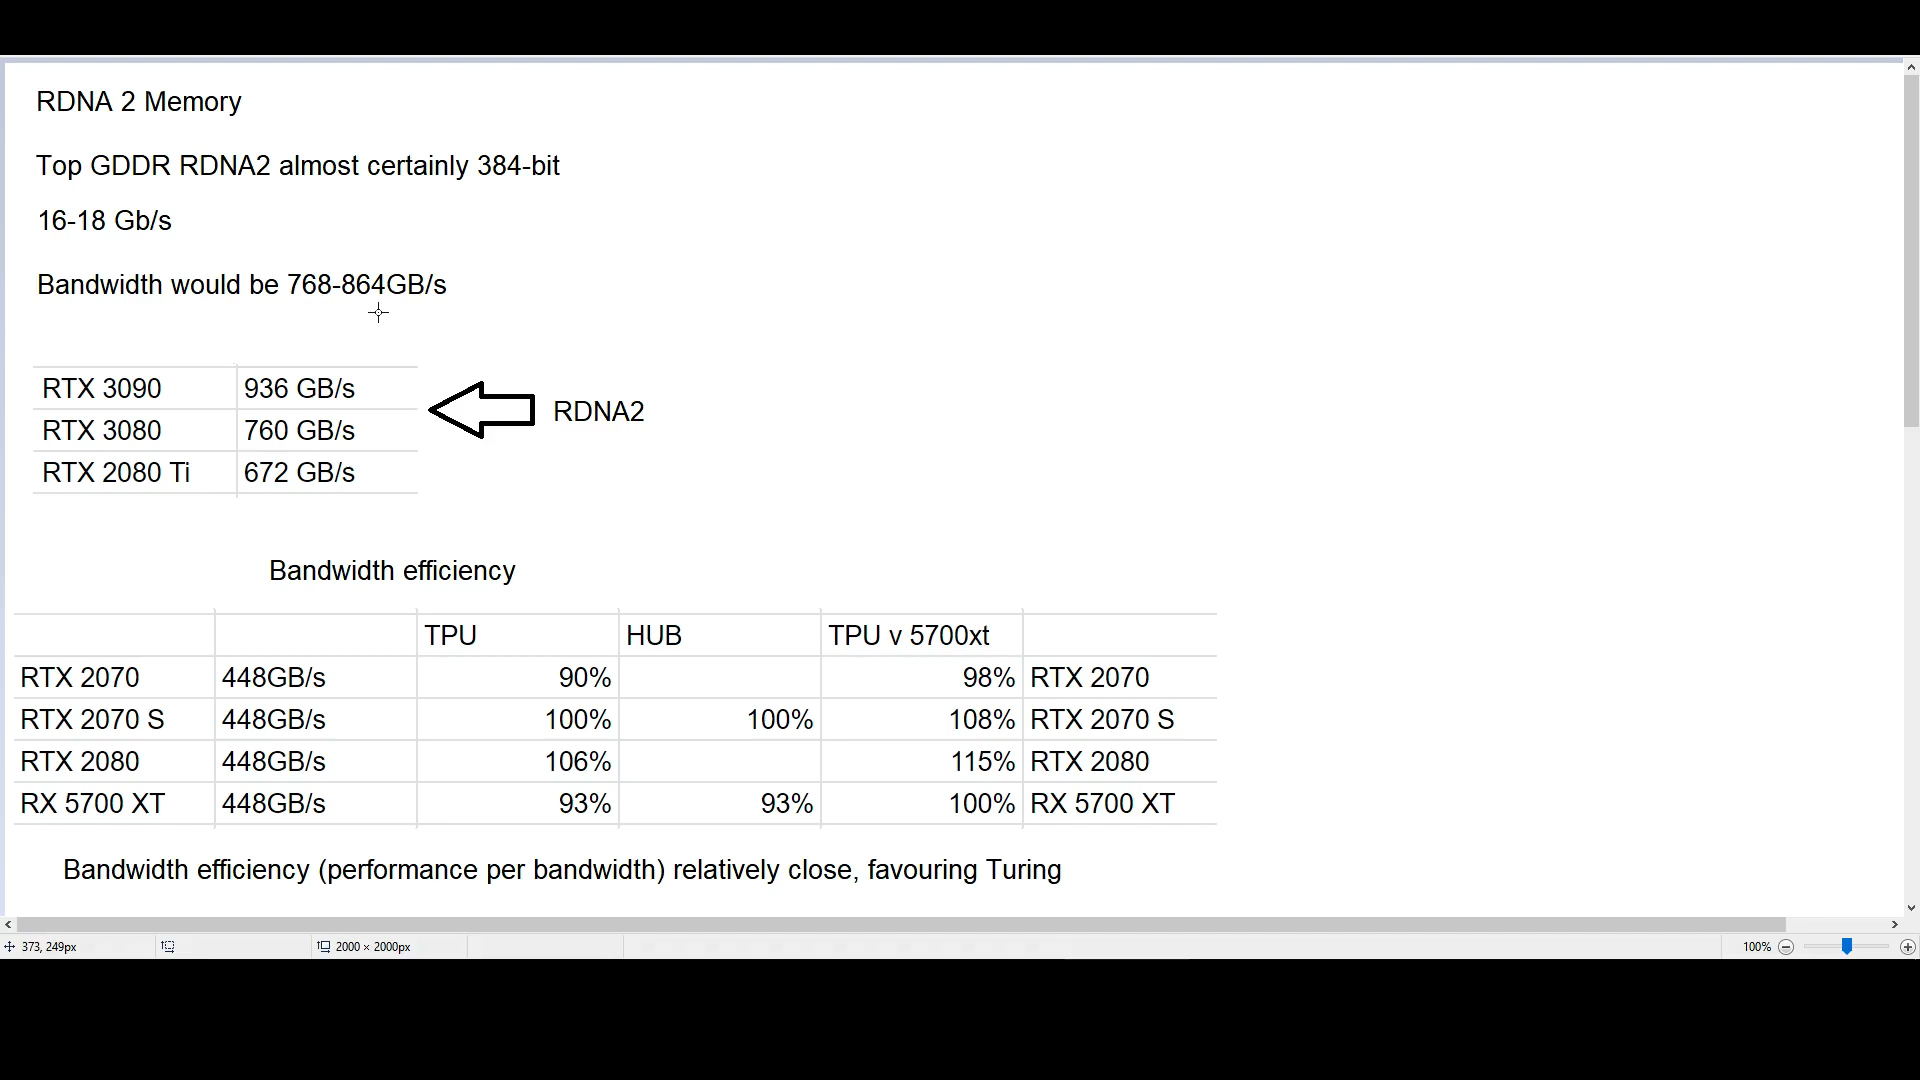 RDNA 2 Memory
Top GDDR RDNA2 almost certainly 384-bit
16-18 Gb/s
Bandwidth would be 768-864GB/s
RTX 3090 936 GB/s
RTX 3080 760 GB/s
RTX 2080 Ti 672 GB/s
RDNA2
Bandwidth efficiency
TPU HUB TPU v 5700xt
RTX 2070 448GB/s 90% 98% RTX 2070
RTX 2070 S 448GB/s 100% 100% 108% RTX 2070 S
RTX 2080 448GB/s 106% 115% RTX 2080
RX 5700 XT 448GB/s 93% 93% 100% RX 5700 XT
Bandwidth efficiency (performance per bandwidth) relatively close, favouring Turing
373, 249px 2000 × 2000px 100%